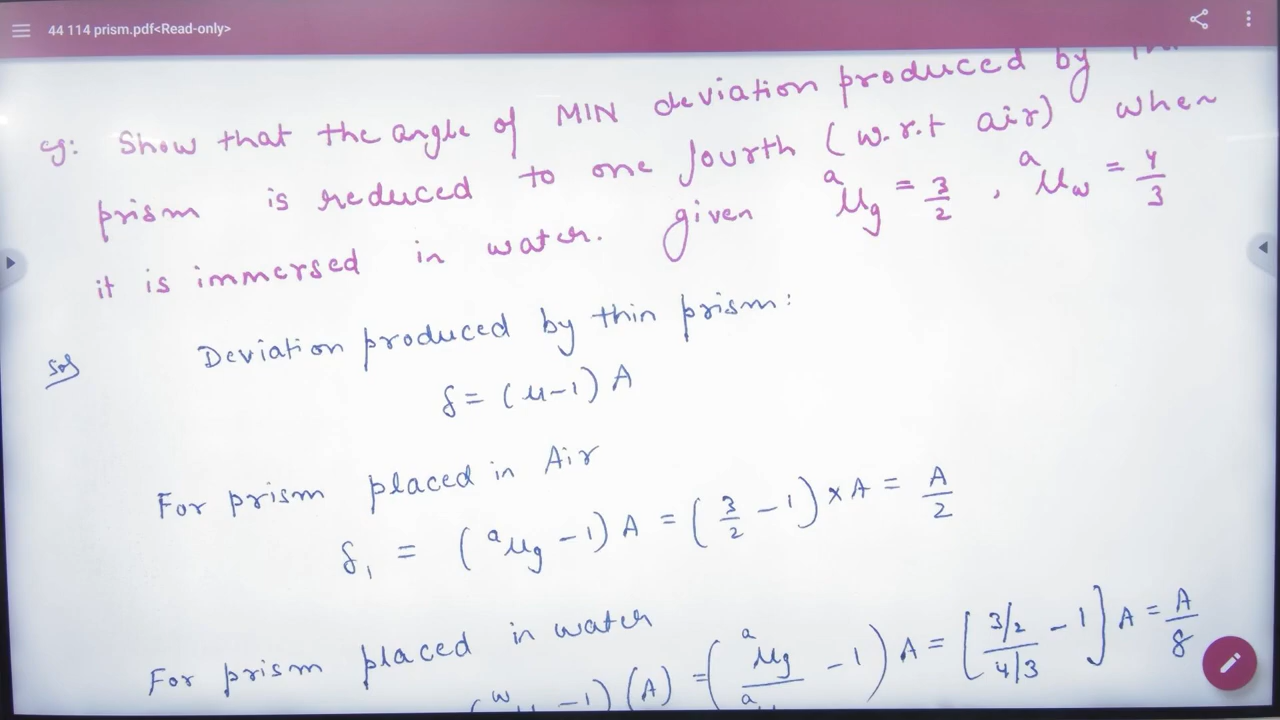 44 114 prism.pdf<Read-only>
eg: Show that the angle of MIN deviation produced by
prism is reduced to one fourth (w.r.t air) when
it is immersed in water. given ᵃμg = 3/2 , ᵃμw = 4/3
Sol Deviation produced by thin prism:
δ = (μ-1) A
For prism placed in Air
δ₁ = (ᵃμg - 1) A = (3/2 - 1) × A = A/2
For prism placed in water
(ʷ - 1) (A) = (ᵃμg/ᵃ - 1) A = [3/2 / 4/3 - 1] A = A/8